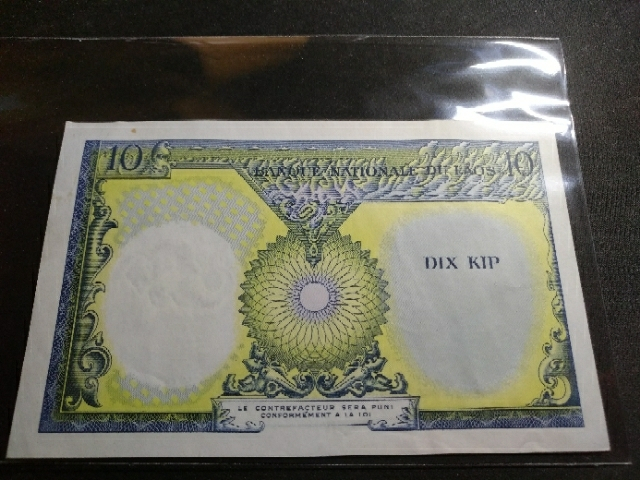 10 BANQUE NATIONALE DU LAOS 10
DIX KIP
LE CONTREFACTEUR SERA PUNI
CONFORMÉMENT A LA LOI